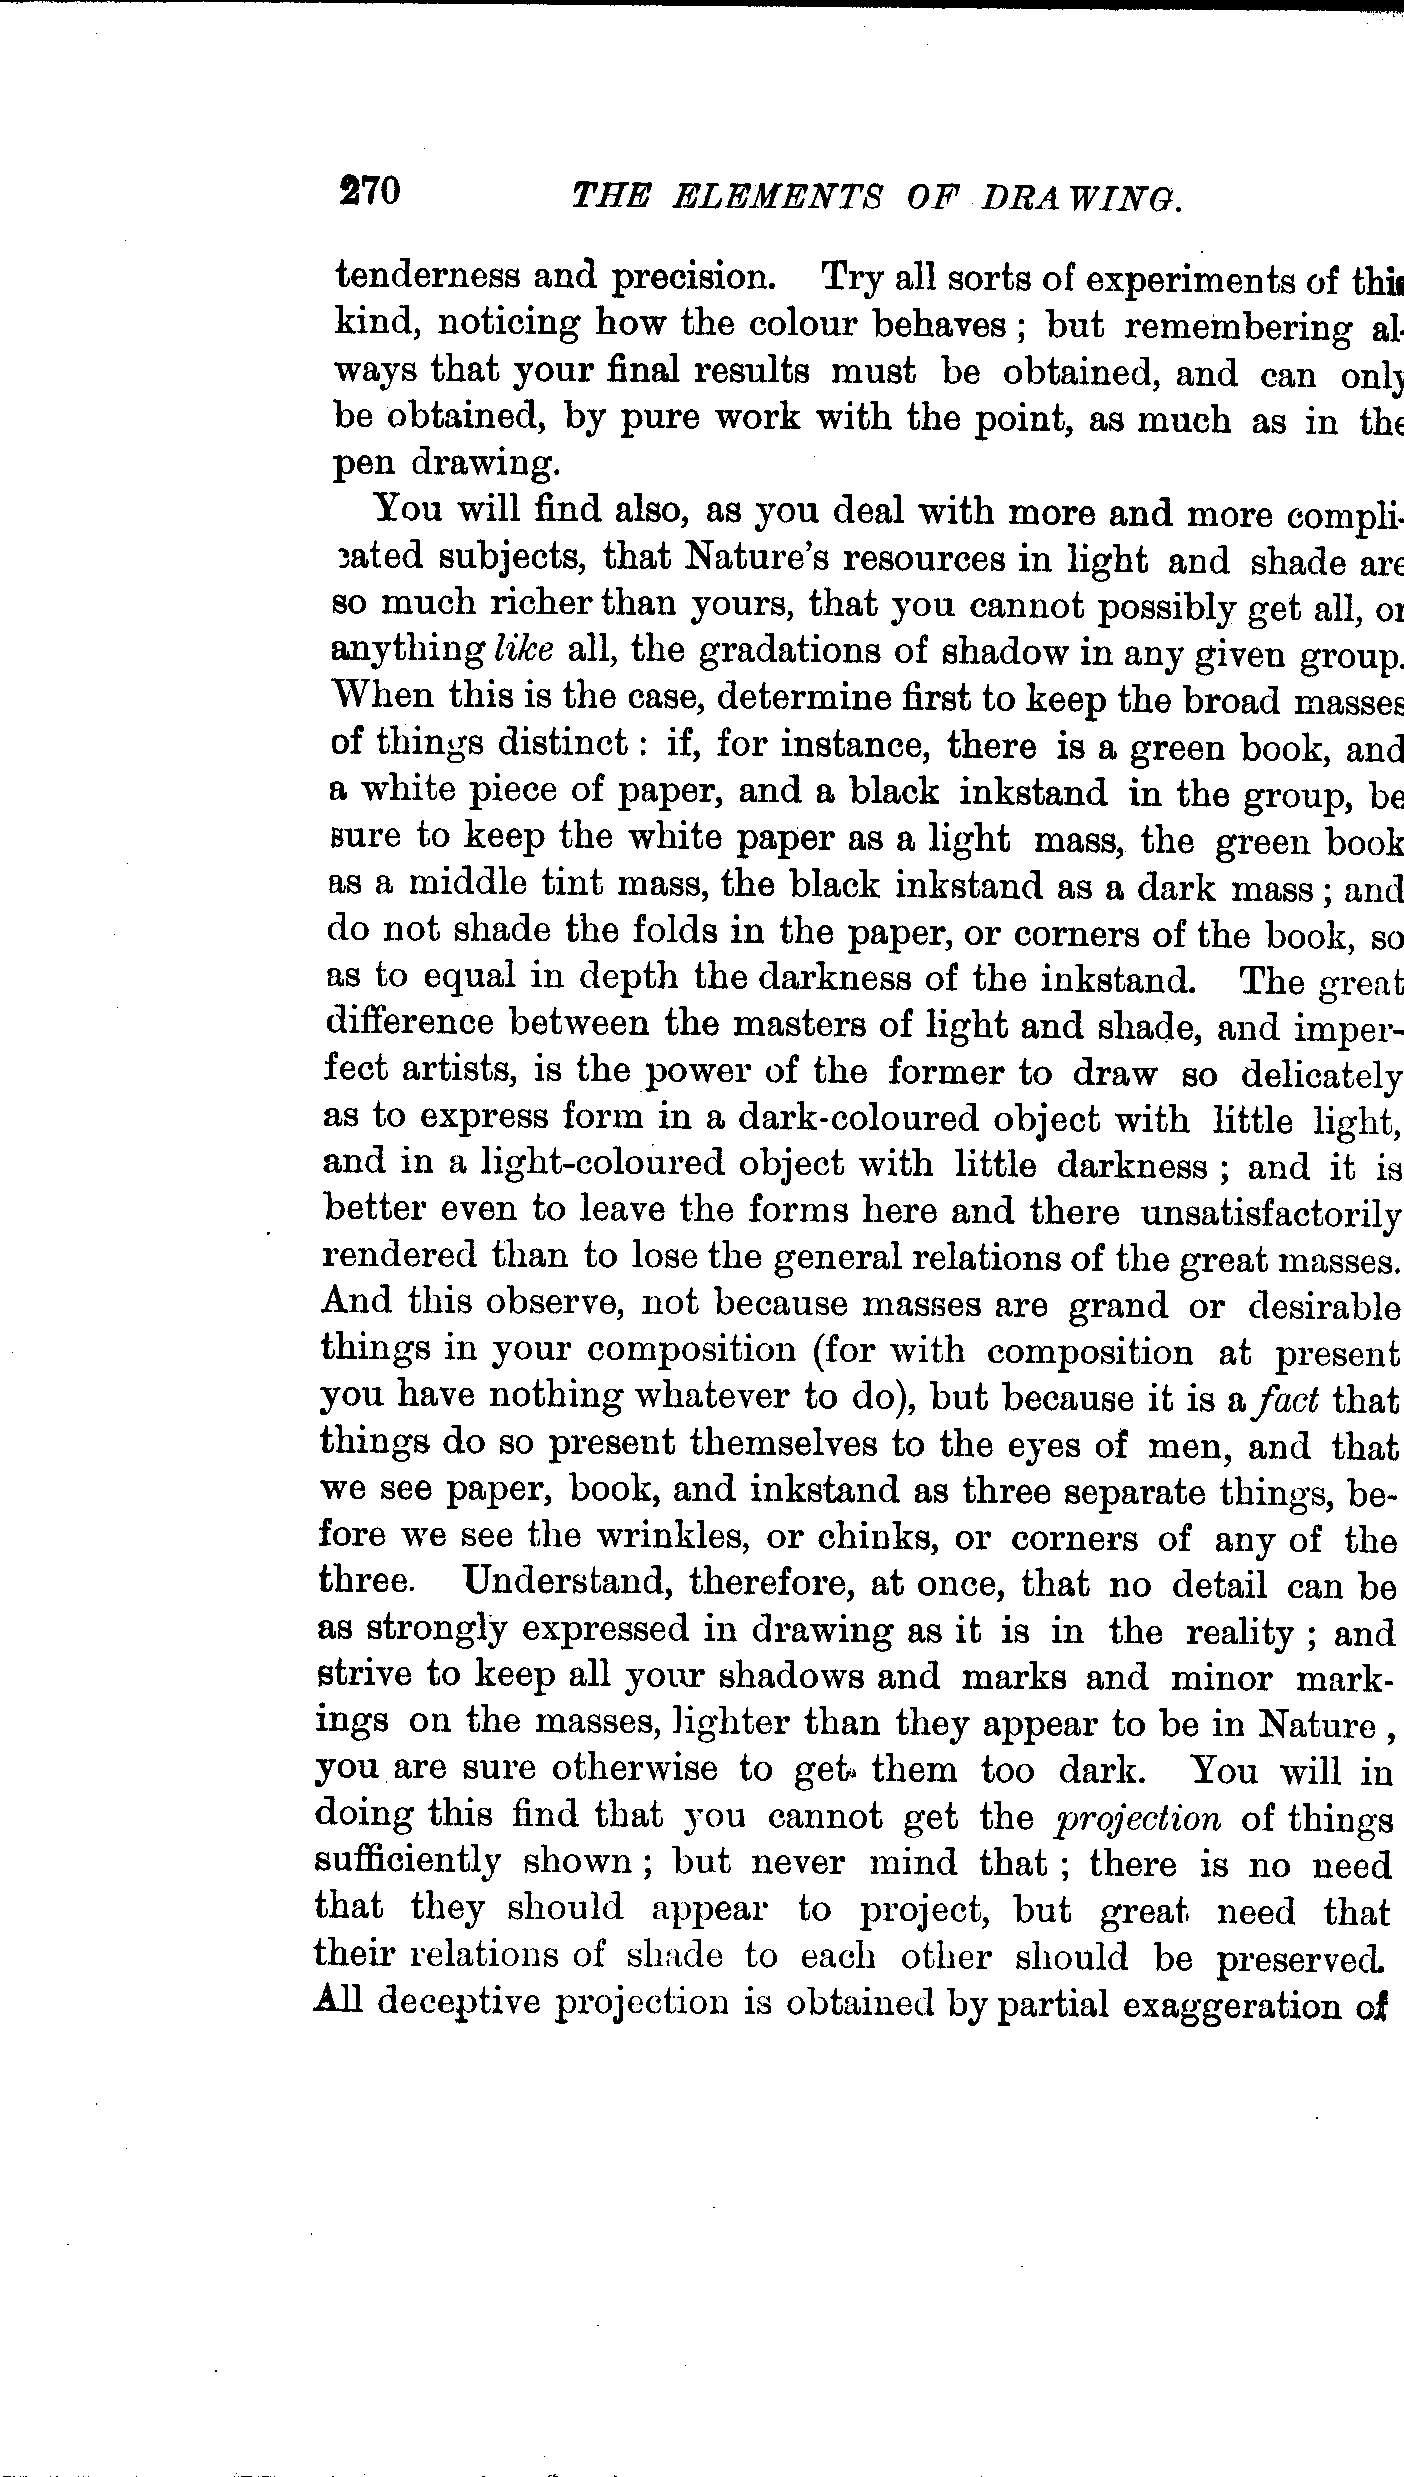 270 THE ELEMENTS OF DRAWING.
tenderness and precision. Try all sorts of experiments of this
kind, noticing how the colour behaves ; but remembering al-
ways that your final results must be obtained, and can only
be obtained, by pure work with the point, as much as in the
pen drawing.
You will find also, as you deal with more and more compli-
cated subjects, that Nature's resources in light and shade are
so much richer than yours, that you cannot possibly get all, or
anything like all, the gradations of shadow in any given group.
When this is the case, determine first to keep the broad masses
of things distinct : if, for instance, there is a green book, and
a white piece of paper, and a black inkstand in the group, be
sure to keep the white paper as a light mass, the green book
as a middle tint mass, the black inkstand as a dark mass ; and
do not shade the folds in the paper, or corners of the book, so
as to equal in depth the darkness of the inkstand. The great
difference between the masters of light and shade, and imper-
fect artists, is the power of the former to draw so delicately
as to express form in a dark-coloured object with little light,
and in a light-coloured object with little darkness ; and it is
better even to leave the forms here and there unsatisfactorily
rendered than to lose the general relations of the great masses.
And this observe, not because masses are grand or desirable
things in your composition (for with composition at present
you have nothing whatever to do), but because it is a fact that
things do so present themselves to the eyes of men, and that
we see paper, book, and inkstand as three separate things, be-
fore we see the wrinkles, or chinks, or corners of any of the
three. Understand, therefore, at once, that no detail can be
as strongly expressed in drawing as it is in the reality ; and
strive to keep all your shadows and marks and minor mark-
ings on the masses, lighter than they appear to be in Nature ,
you are sure otherwise to get them too dark. You will in
doing this find that you cannot get the projection of things
sufficiently shown ; but never mind that ; there is no need
that they should appear to project, but great need that
their relations of shade to each other should be preserved.
All deceptive projection is obtained by partial exaggeration of